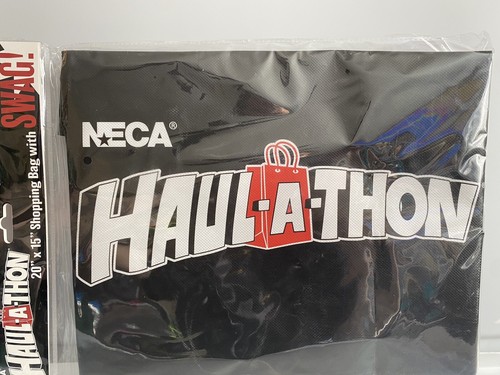 NECA®
HAUL-A-THON
20" x 15" Shopping Bag with SWAG!
HAUL-A-THON